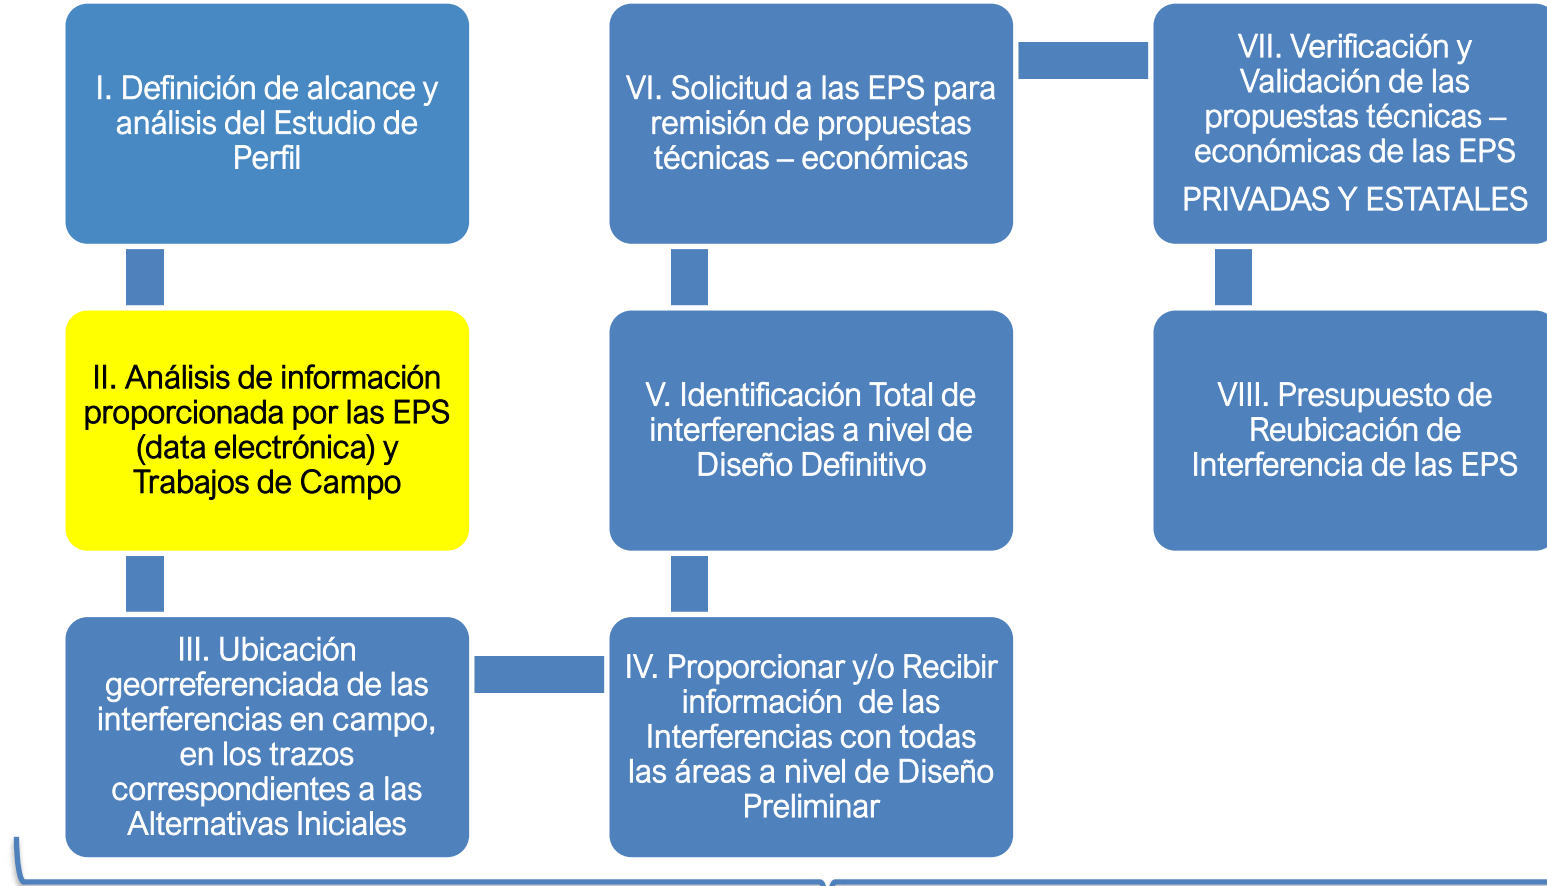 I. Definición de alcance y
análisis del Estudio de
Perfil
II. Análisis de información
proporcionada por las EPS
(data electrónica) y
Trabajos de Campo
III. Ubicación
georreferenciada de las
interferencias en campo,
en los trazos
correspondientes a las
Alternativas Iniciales
IV. Proporcionar y/o Recibir
información de las
Interferencias con todas
las áreas a nivel de Diseño
Preliminar
V. Identificación Total de
interferencias a nivel de
Diseño Definitivo
VI. Solicitud a las EPS para
remisión de propuestas
técnicas – económicas
VII. Verificación y
Validación de las
propuestas técnicas –
económicas de las EPS
PRIVADAS Y ESTATALES
VIII. Presupuesto de
Reubicación de
Interferencia de las EPS